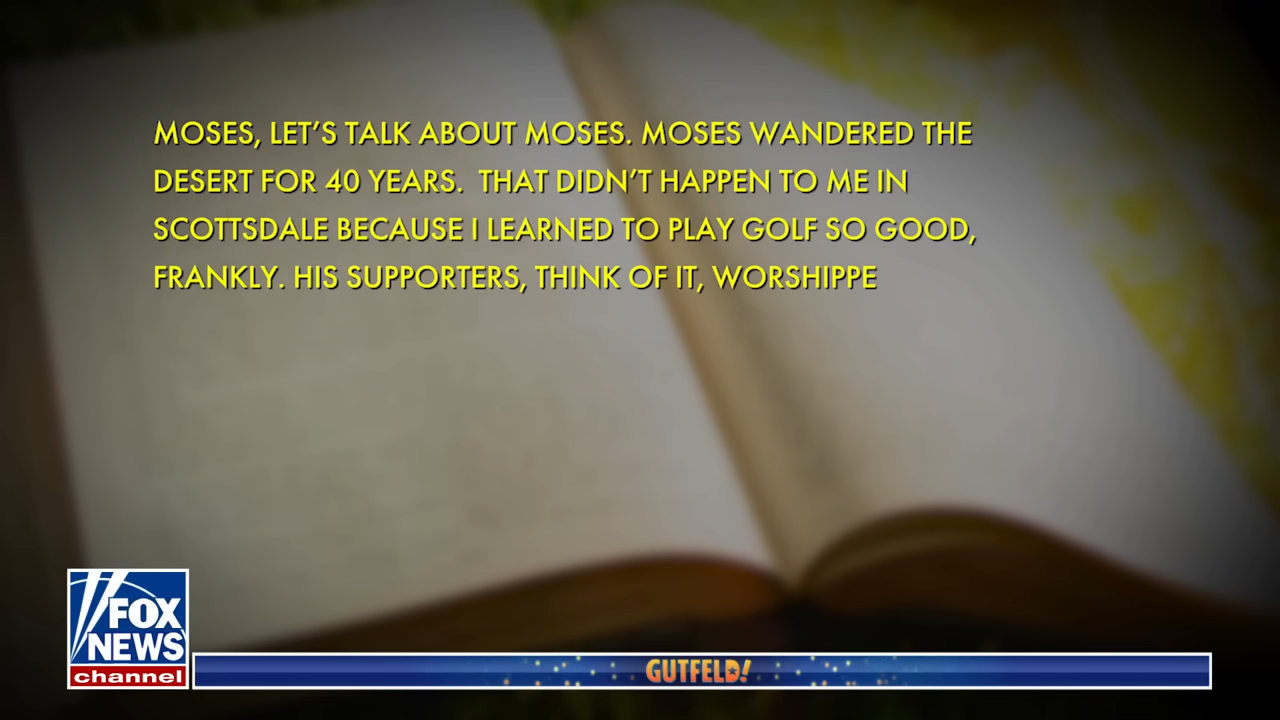 MOSES, LET'S TALK ABOUT MOSES. MOSES WANDERED THE
DESERT FOR 40 YEARS. THAT DIDN'T HAPPEN TO ME IN
SCOTTSDALE BECAUSE I LEARNED TO PLAY GOLF SO GOOD,
FRANKLY. HIS SUPPORTERS, THINK OF IT, WORSHIPPE
FOX
NEWS
channel
GUTFELD!